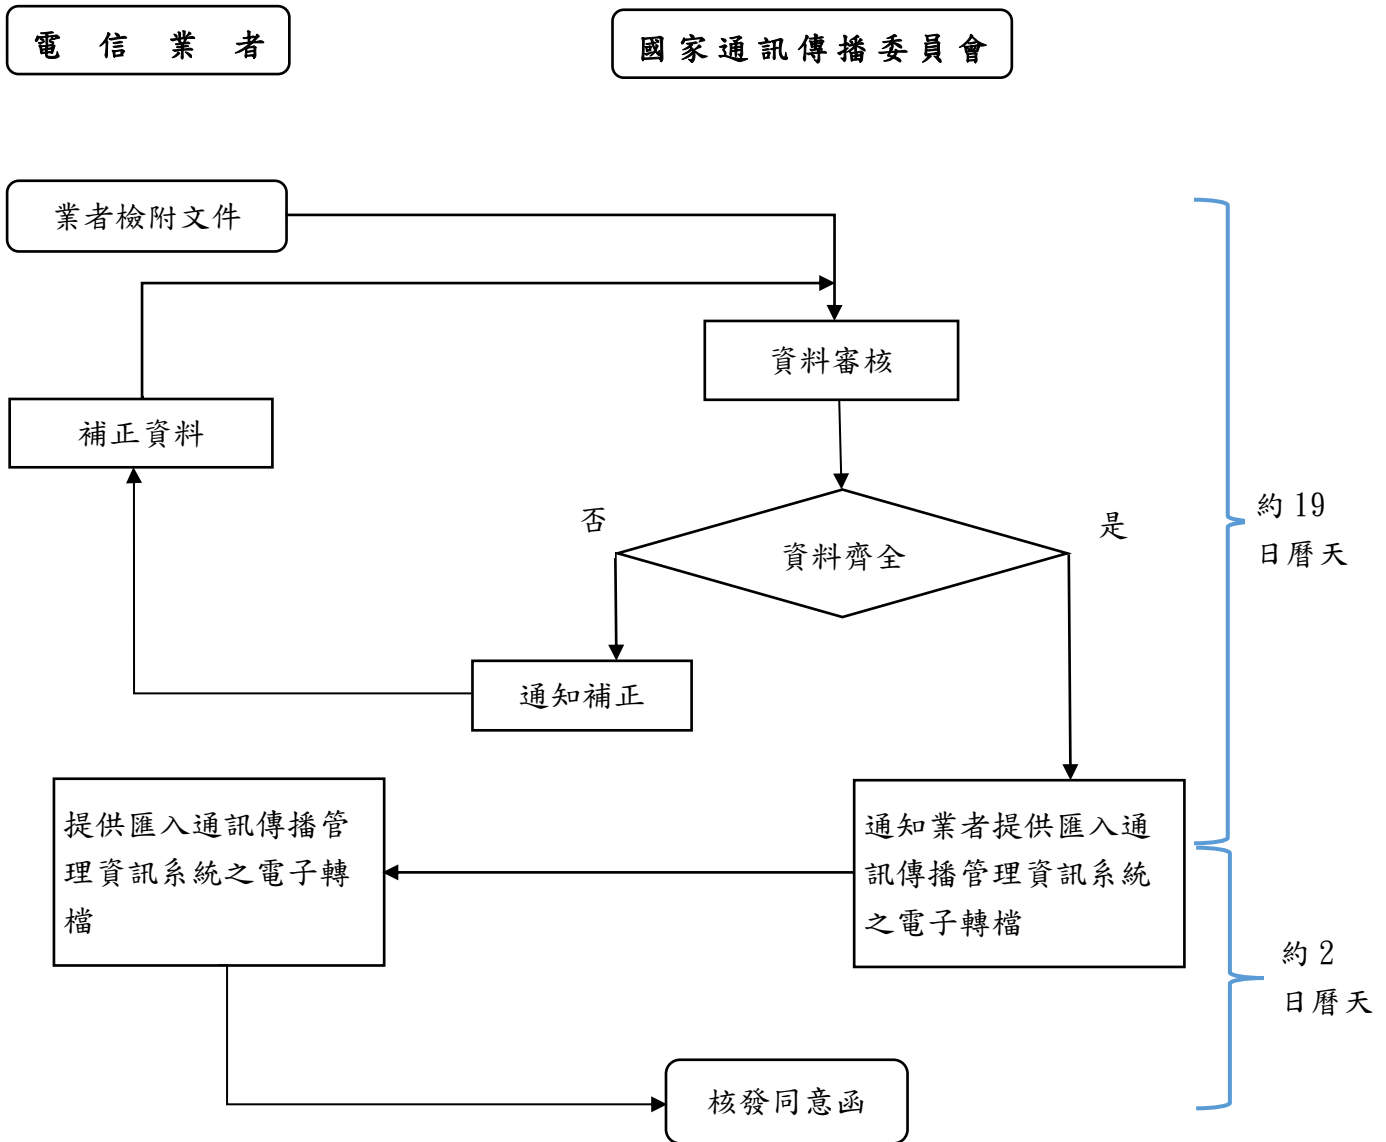 電信業者
國家通訊傳播委員會
業者檢附文件
資料審核
補正資料
否
是
資料齊全
約 19
日曆天
通知補正
提供匯入通訊傳播管
理資訊系統之電子轉
檔
通知業者提供匯入通
訊傳播管理資訊系統
之電子轉檔
約 2
日曆天
核發同意函